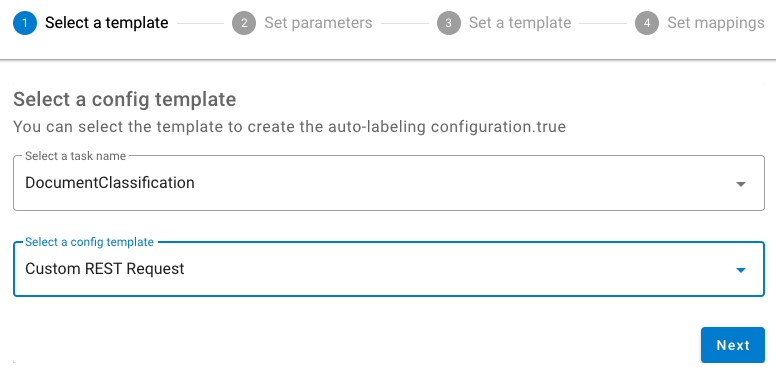 1 Select a template 2 Set parameters 3 Set a template 4 Set mappings
Select a config template
You can select the template to create the auto-labeling configuration.true
Select a task name
DocumentClassification
Select a config template
Custom REST Request
Next